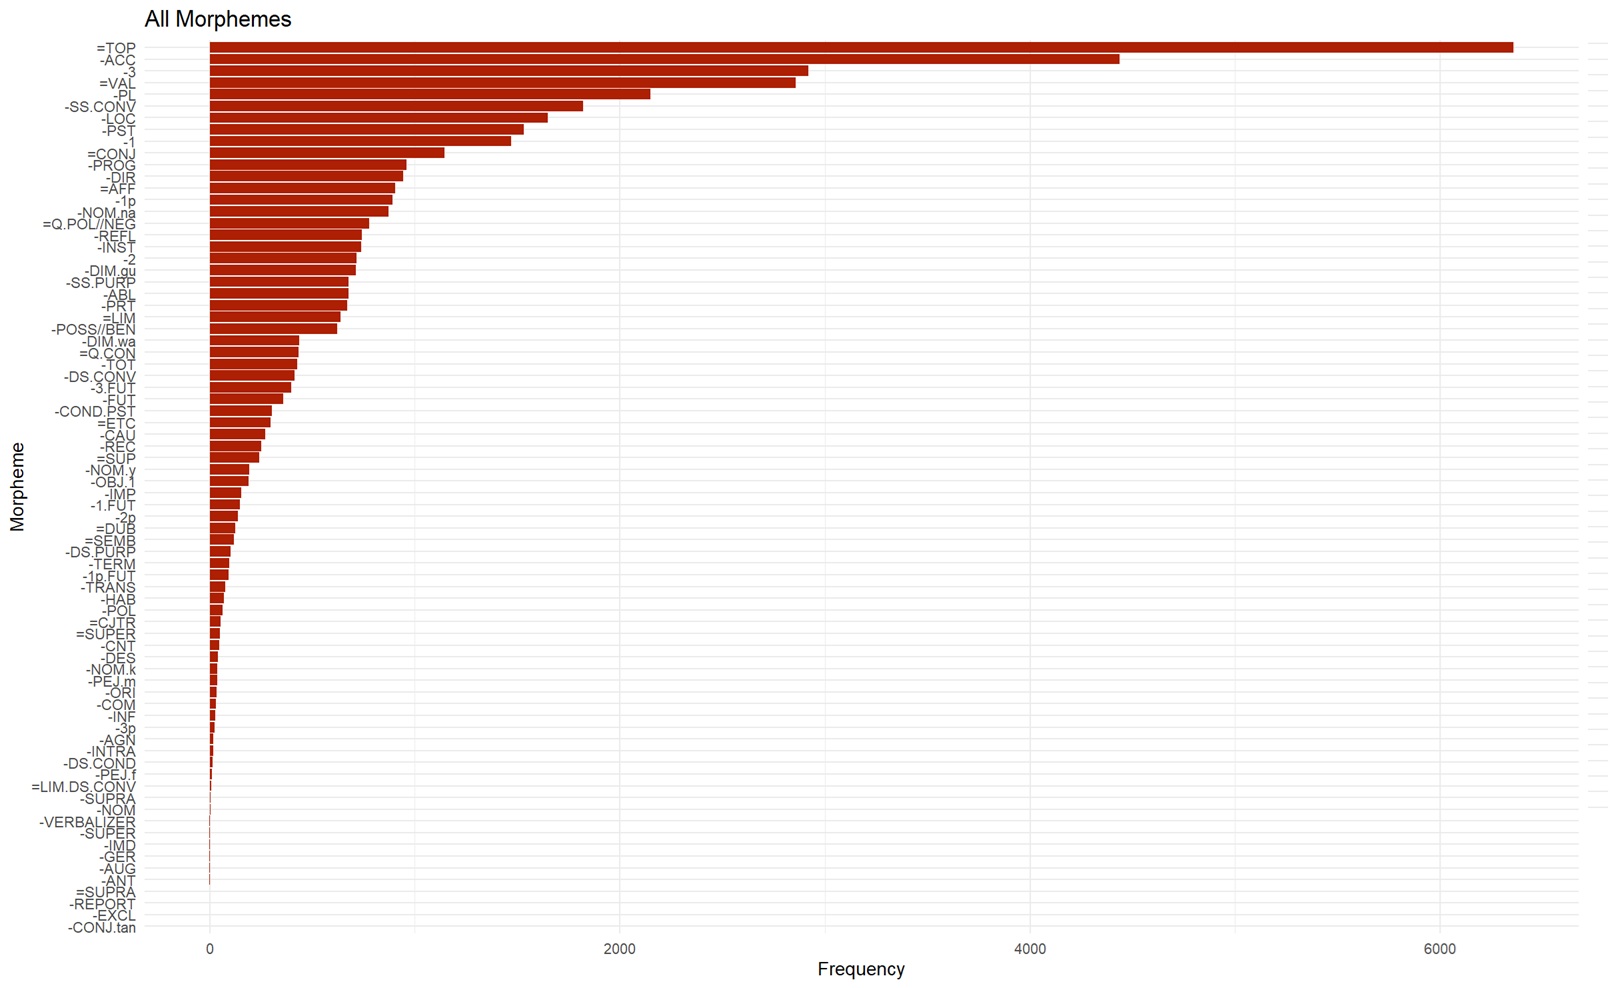 All Morphemes
Morpheme
=TOP
-ACC
-3
=VAL
-PL
-SS.CONV
-LOC
-PST
-1
=CONJ
-PROG
-DIR
=AFF
-1p
-NOM.na
=Q.POL//NEG
-REFL
-INST
-2
-DIM.gu
-SS.PURP
-ABL
-PRT
=LIM
-POSS//BEN
-DIM.wa
=Q.CON
-TOT
-DS.CONV
-3.FUT
-FUT
-COND.PST
=ETC
-CAU
-REC
=SUP
-NOM.y
-OBJ.1
-IMP
-1.FUT
-2p
=DUB
=SEMB
-DS.PURP
-TERM
-1p.FUT
-TRANS
-HAB
-POL
=CJTR
=SUPER
-CNT
-DES
-NOM.k
-PEJ.m
-ORI
-COM
-INF
-3p
-AGN
-INTRA
-DS.COND
-PEJ.f
=LIM.DS.CONV
-SUPRA
-NOM
-VERBALIZER
-SUPER
-IMD
-GER
-AUG
-ANT
=SUPRA
-REPORT
-EXCL
-CONJ.tan
0 2000 4000 6000
Frequency